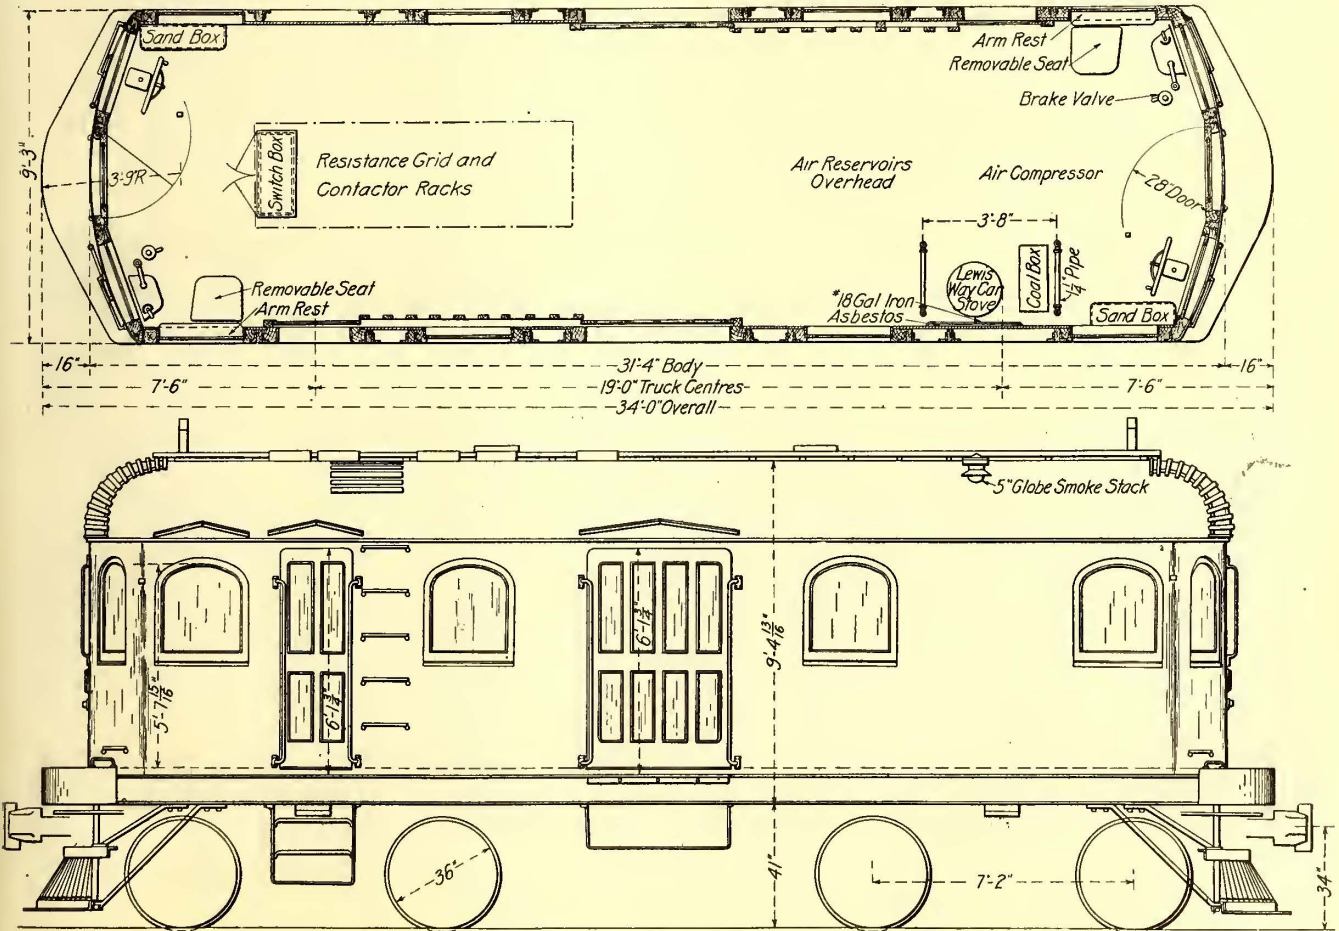 Sand Box
Arm Rest
Removable Seat
Brake Valve
9'-3"
3'-9"R
Switch Box
Resistance Grid and
Contactor Racks
Air Reservoirs
Overhead
Air Compressor
28" Door
3'-8"
Lewis
Way Car
Stove
Coal Box
1¼" Pipe
#18 Gal Iron
Asbestos
Sand Box
Removable Seat
Arm Rest
16"
31'-4" Body
16"
7'-6"
19'-0" Truck Centres
7'-6"
34'-0" Overall
5" Globe Smoke Stack
5'-7 15/16"
6'-1¾"
6'-1¾"
9'-4 13/16"
36"
41"
7'-2"
34"